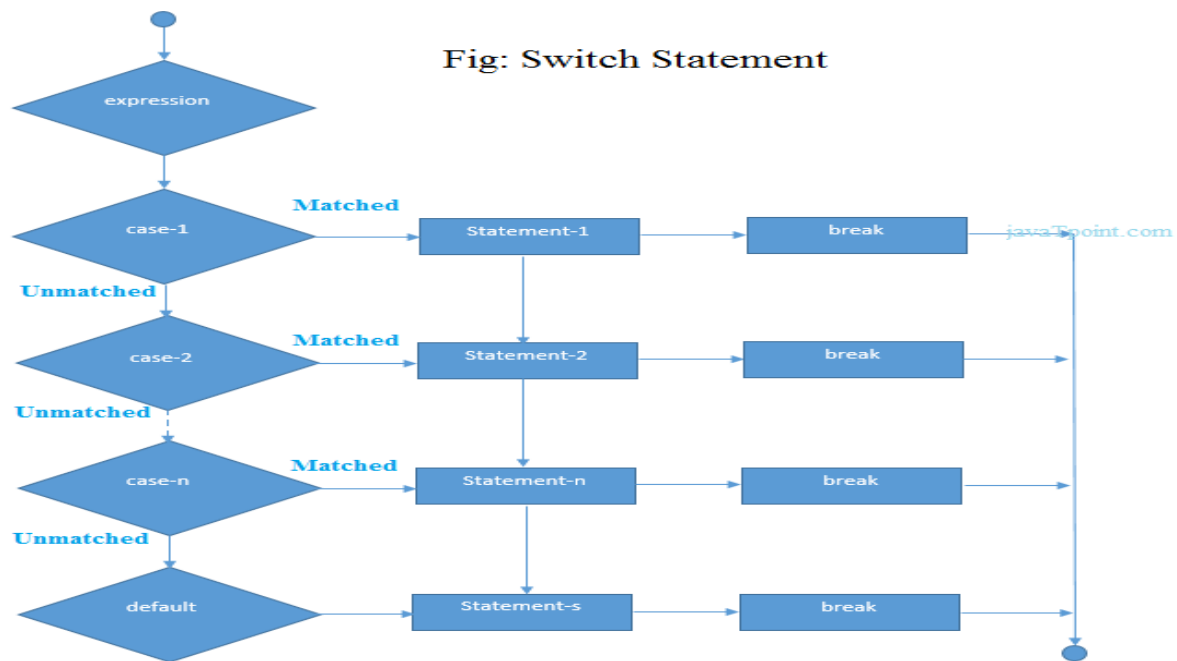 Fig: Switch Statement
expression
case-1
Matched
Statement-1
break
javaTpoint.com
Unmatched
case-2
Matched
Statement-2
break
Unmatched
case-n
Matched
Statement-n
break
Unmatched
default
Statement-s
break